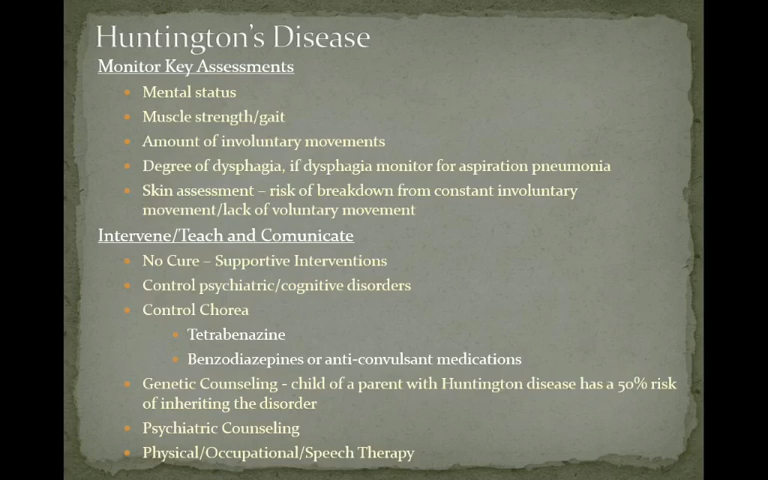 Huntington's Disease
Monitor Key Assessments
• Mental status
• Muscle strength/gait
• Amount of involuntary movements
• Degree of dysphagia, if dysphagia monitor for aspiration pneumonia
• Skin assessment – risk of breakdown from constant involuntary
movement/lack of voluntary movement
Intervene/Teach and Comunicate
• No Cure – Supportive Interventions
• Control psychiatric/cognitive disorders
• Control Chorea
• Tetrabenazine
• Benzodiazepines or anti-convulsant medications
• Genetic Counseling - child of a parent with Huntington disease has a 50% risk
of inheriting the disorder
• Psychiatric Counseling
• Physical/Occupational/Speech Therapy